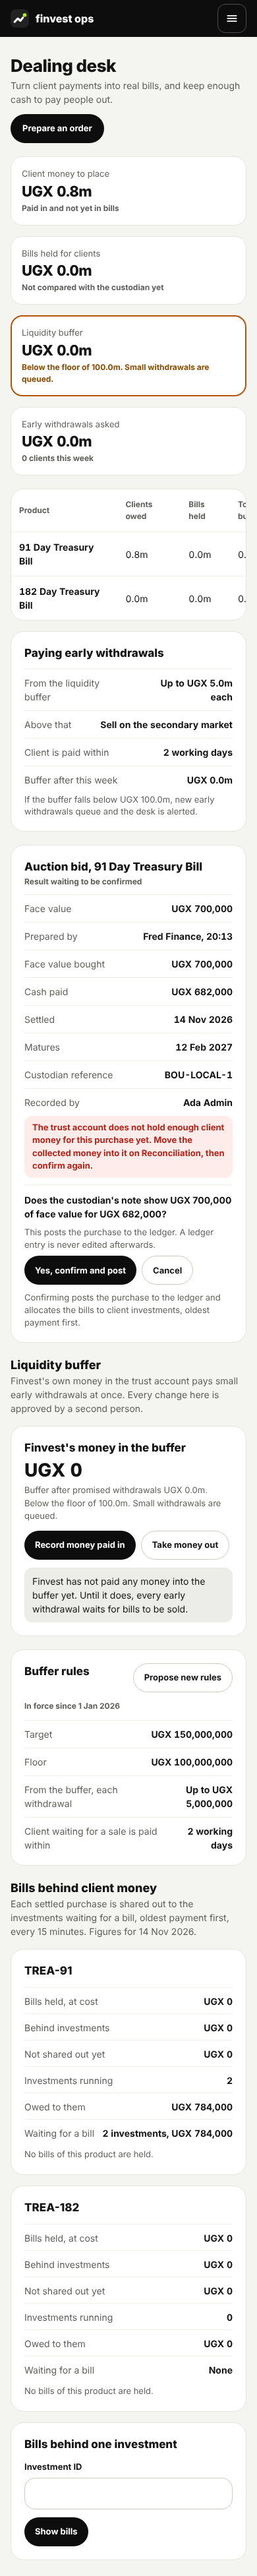 finvest ops
Dealing desk
Turn client payments into real bills, and keep enough
cash to pay people out.
Prepare an order
Client money to place
UGX 0.8m
Paid in and not yet in bills
Bills held for clients
UGX 0.0m
Not compared with the custodian yet
Liquidity buffer
UGX 0.0m
Below the floor of 100.0m. Small withdrawals are
queued.
Early withdrawals asked
UGX 0.0m
0 clients this week
Product Clients owed Bills held
91 Day Treasury Bill 0.8m 0.0m
182 Day Treasury Bill 0.0m 0.0m
Paying early withdrawals
From the liquidity buffer Up to UGX 5.0m each
Above that Sell on the secondary market
Client is paid within 2 working days
Buffer after this week UGX 0.0m
If the buffer falls below UGX 100.0m, new early
withdrawals queue and the desk is alerted.
Auction bid, 91 Day Treasury Bill
Result waiting to be confirmed
Face value UGX 700,000
Prepared by Fred Finance, 20:13
Face value bought UGX 700,000
Cash paid UGX 682,000
Settled 14 Nov 2026
Matures 12 Feb 2027
Custodian reference BOU-LOCAL-1
Recorded by Ada Admin
The trust account does not hold enough client
money for this purchase yet. Move the
collected money into it on Reconciliation, then
confirm again.
Does the custodian's note show UGX 700,000
of face value for UGX 682,000?
This posts the purchase to the ledger. A ledger
entry is never edited afterwards.
Yes, confirm and post Cancel
Confirming posts the purchase to the ledger and
allocates the bills to client investments, oldest
payment first.
Liquidity buffer
Finvest's own money in the trust account pays small
early withdrawals at once. Every change here is
approved by a second person.
Finvest's money in the buffer
UGX 0
Buffer after promised withdrawals UGX 0.0m.
Below the floor of 100.0m. Small withdrawals are
queued.
Record money paid in Take money out
Finvest has not paid any money into the
buffer yet. Until it does, every early
withdrawal waits for bills to be sold.
Buffer rules Propose new rules
In force since 1 Jan 2026
Target UGX 150,000,000
Floor UGX 100,000,000
From the buffer, each withdrawal Up to UGX 5,000,000
Client waiting for a sale is paid within 2 working days
Bills behind client money
Each settled purchase is shared out to the
investments waiting for a bill, oldest payment first,
every 15 minutes. Figures for 14 Nov 2026.
TREA-91
Bills held, at cost UGX 0
Behind investments UGX 0
Not shared out yet UGX 0
Investments running 2
Owed to them UGX 784,000
Waiting for a bill 2 investments, UGX 784,000
No bills of this product are held.
TREA-182
Bills held, at cost UGX 0
Behind investments UGX 0
Not shared out yet UGX 0
Investments running 0
Owed to them UGX 0
Waiting for a bill None
No bills of this product are held.
Bills behind one investment
Investment ID
Show bills